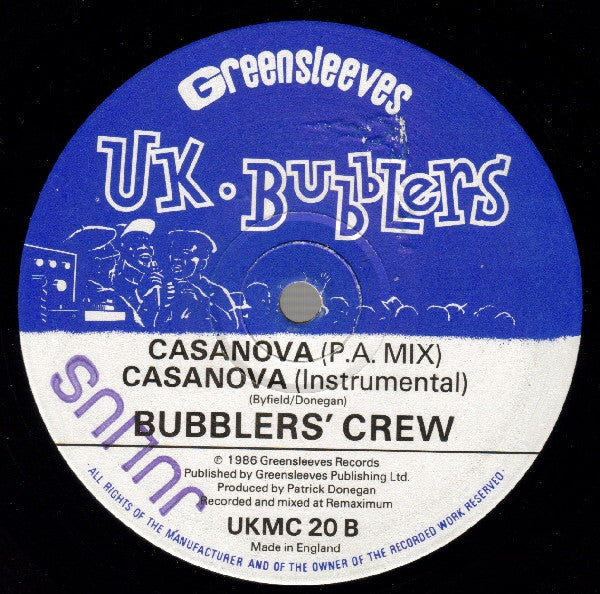 Greensleeves
UK. Bubblers
CASANOVA (P.A. MIX)
CASANOVA (Instrumental)
(Byfield/Donegan)
BUBBLERS' CREW
JULIUS
℗ 1986 Greensleeves Records
Published by Greensleeves Publishing Ltd.
Produced by Patrick Donegan
Recorded and mixed at Remaximum
UKMC 20 B
Made in England
·ALL RIGHTS OF THE MANUFACTURER AND OF THE OWNER OF THE RECORDED WORK RESERVED·